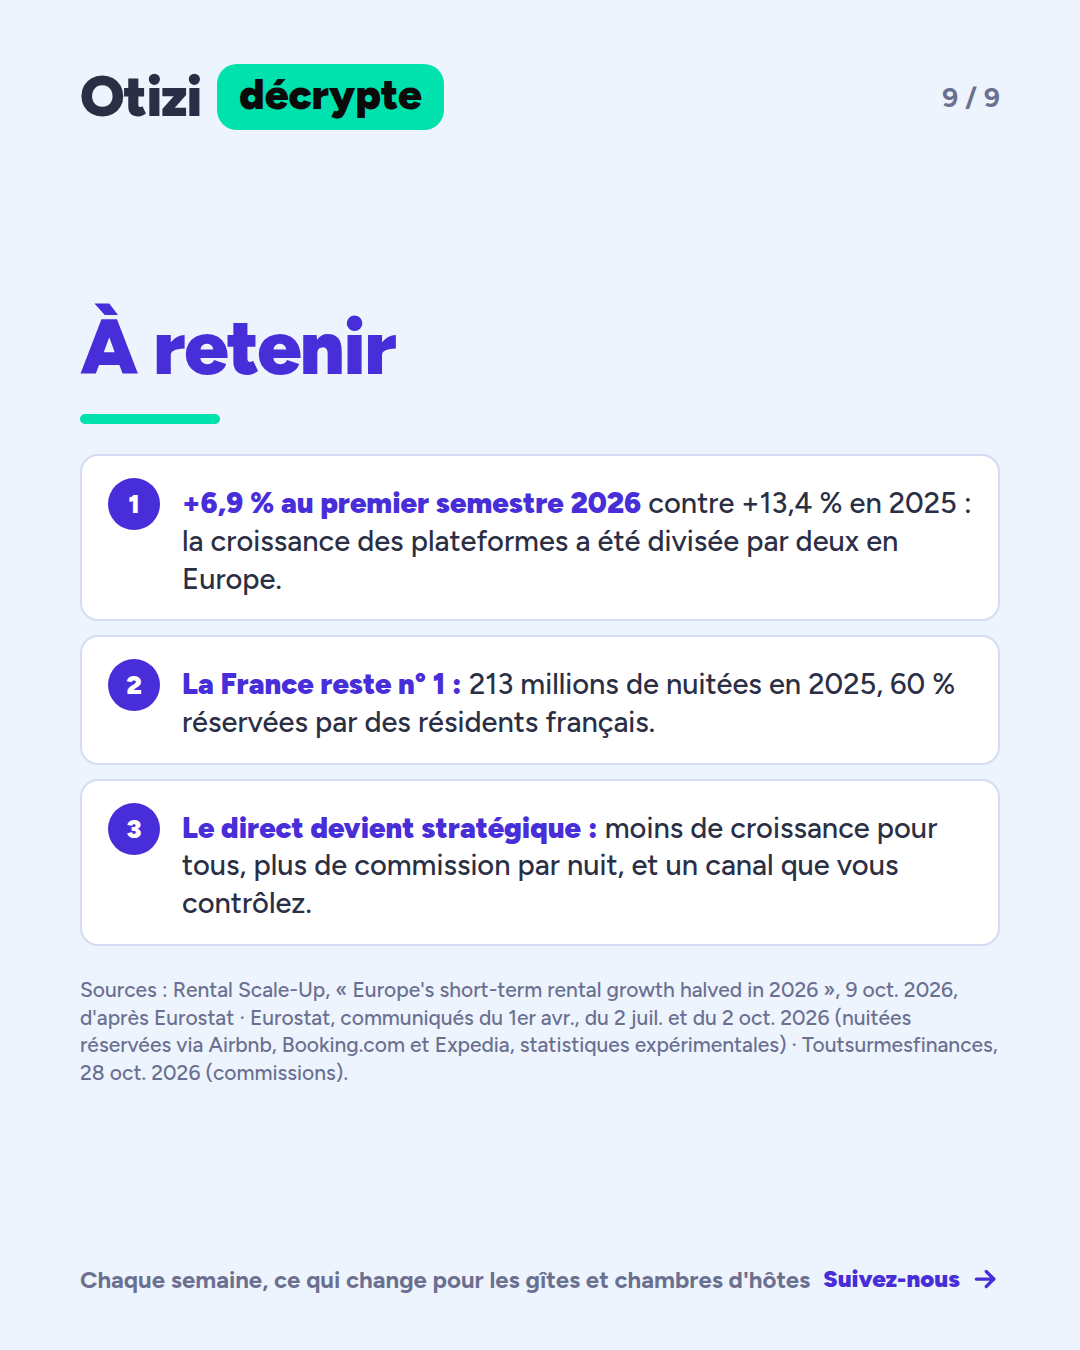 Otizi décrypte
9 / 9
À retenir
1
+6,9 % au premier semestre 2026 contre +13,4 % en 2025 :
la croissance des plateformes a été divisée par deux en
Europe.
2
La France reste n° 1 : 213 millions de nuitées en 2025, 60 %
réservées par des résidents français.
3
Le direct devient stratégique : moins de croissance pour
tous, plus de commission par nuit, et un canal que vous
contrôlez.
Sources : Rental Scale-Up, « Europe's short-term rental growth halved in 2026 », 9 oct. 2026,
d'après Eurostat · Eurostat, communiqués du 1er avr., du 2 juil. et du 2 oct. 2026 (nuitées
réservées via Airbnb, Booking.com et Expedia, statistiques expérimentales) · Toutsurmesfinances,
28 oct. 2026 (commissions).
Chaque semaine, ce qui change pour les gîtes et chambres d'hôtes Suivez-nous →